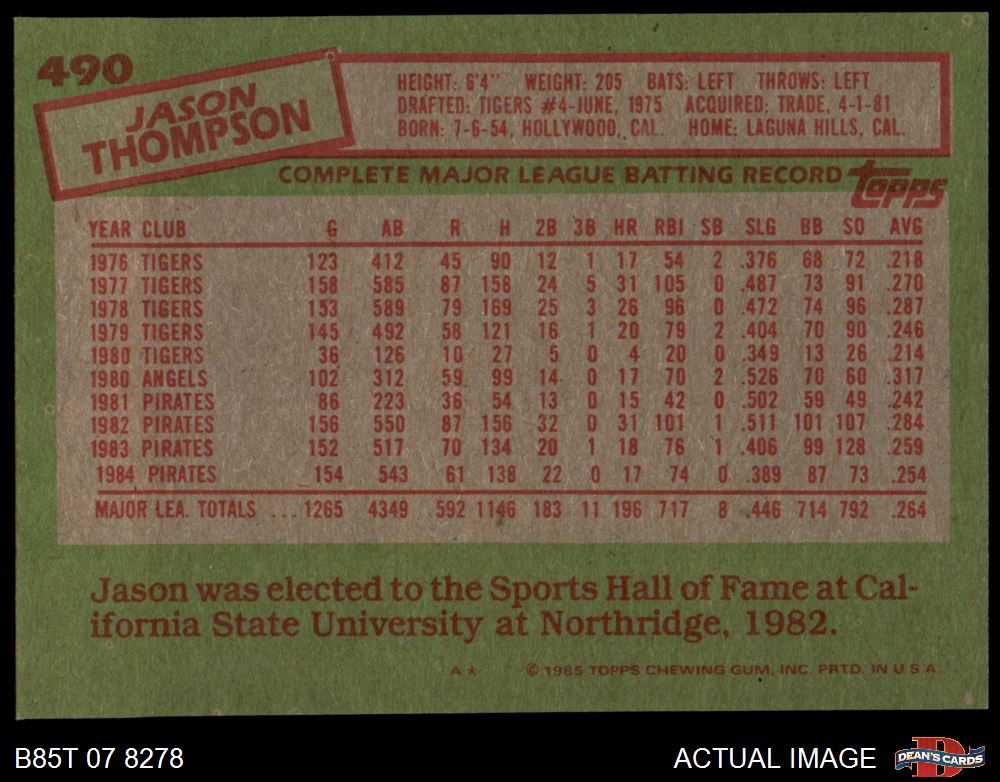 490
JASON
THOMPSON
HEIGHT: 6'4" WEIGHT: 205 BATS: LEFT THROWS: LEFT
DRAFTED: TIGERS #4-JUNE, 1975 ACQUIRED: TRADE, 4-1-81
BORN: 7-6-54, HOLLYWOOD, CAL. HOME: LAGUNA HILLS, CAL.
COMPLETE MAJOR LEAGUE BATTING RECORD topps
YEAR CLUB G AB R H 2B 3B HR RBI SB SLG BB SO AVG
1976 TIGERS 123 412 45 90 12 1 17 54 2 .376 68 72 .218
1977 TIGERS 158 585 87 158 24 5 31 105 0 .487 73 91 .270
1978 TIGERS 153 589 79 169 25 3 26 96 0 .472 74 96 .287
1979 TIGERS 145 492 58 121 16 1 20 79 2 .404 70 90 .246
1980 TIGERS 36 126 10 27 5 0 4 20 0 .349 13 26 .214
1980 ANGELS 102 312 59 99 14 0 17 70 2 .526 70 60 .317
1981 PIRATES 86 223 36 54 13 0 15 42 0 .502 59 49 .242
1982 PIRATES 156 550 87 156 32 0 31 101 1 .511 101 107 .284
1983 PIRATES 152 517 70 134 20 1 18 76 1 .406 99 128 .259
1984 PIRATES 154 543 61 138 22 0 17 74 0 .389 87 73 .254
MAJOR LEA. TOTALS ... 1265 4349 592 1146 183 11 196 717 8 .446 714 792 .264
Jason was elected to the Sports Hall of Fame at Cal-
ifornia State University at Northridge, 1982.
A* © 1985 TOPPS CHEWING GUM, INC. PRTD. IN U.S.A.
B85T 07 8278 ACTUAL IMAGE D DEAN'S CARDS